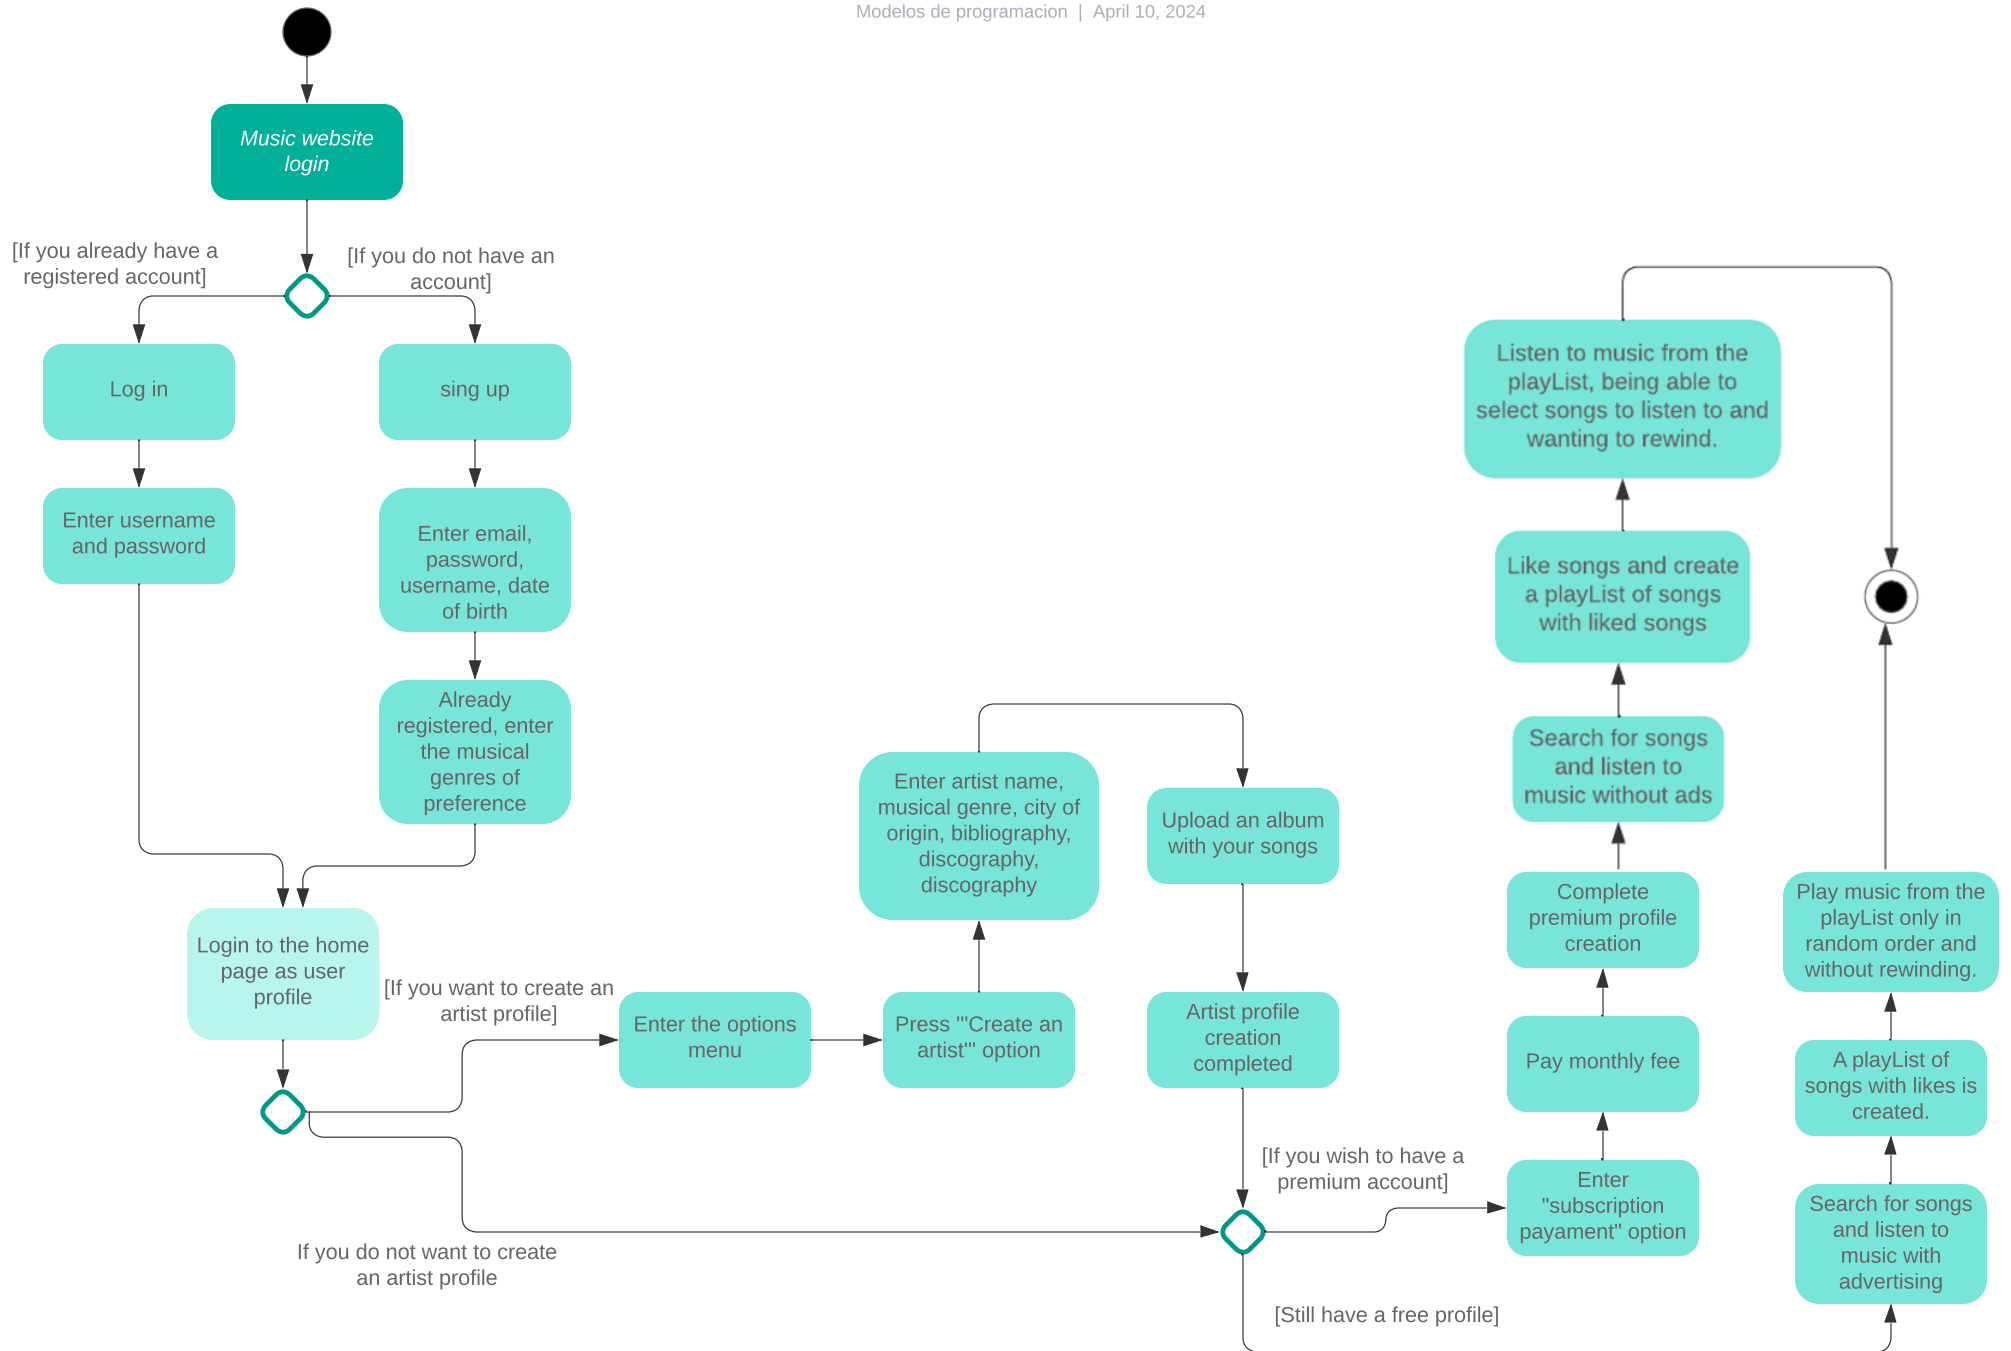 Modelos de programacion | April 10, 2024
Music website
login
[If you already have a
registered account]
[If you do not have an
account]
Log in
sing up
Enter username
and password
Enter email,
password,
username, date
of birth
Already
registered, enter
the musical
genres of
preference
Login to the home
page as user
profile
[If you want to create an
artist profile]
If you do not want to create
an artist profile
Enter the options
menu
Press "'Create an
artist"' option
Enter artist name,
musical genre, city of
origin, bibliography,
discography,
discography
Upload an album
with your songs
Artist profile
creation
completed
[If you wish to have a
premium account]
[Still have a free profile]
Enter
"subscription
payament" option
Pay monthly fee
Complete
premium profile
creation
Search for songs
and listen to
music without ads
Like songs and create
a playList of songs
with liked songs
Listen to music from the
playList, being able to
select songs to listen to and
wanting to rewind.
Search for songs
and listen to
music with
advertising
A playList of
songs with likes is
created.
Play music from the
playList only in
random order and
without rewinding.